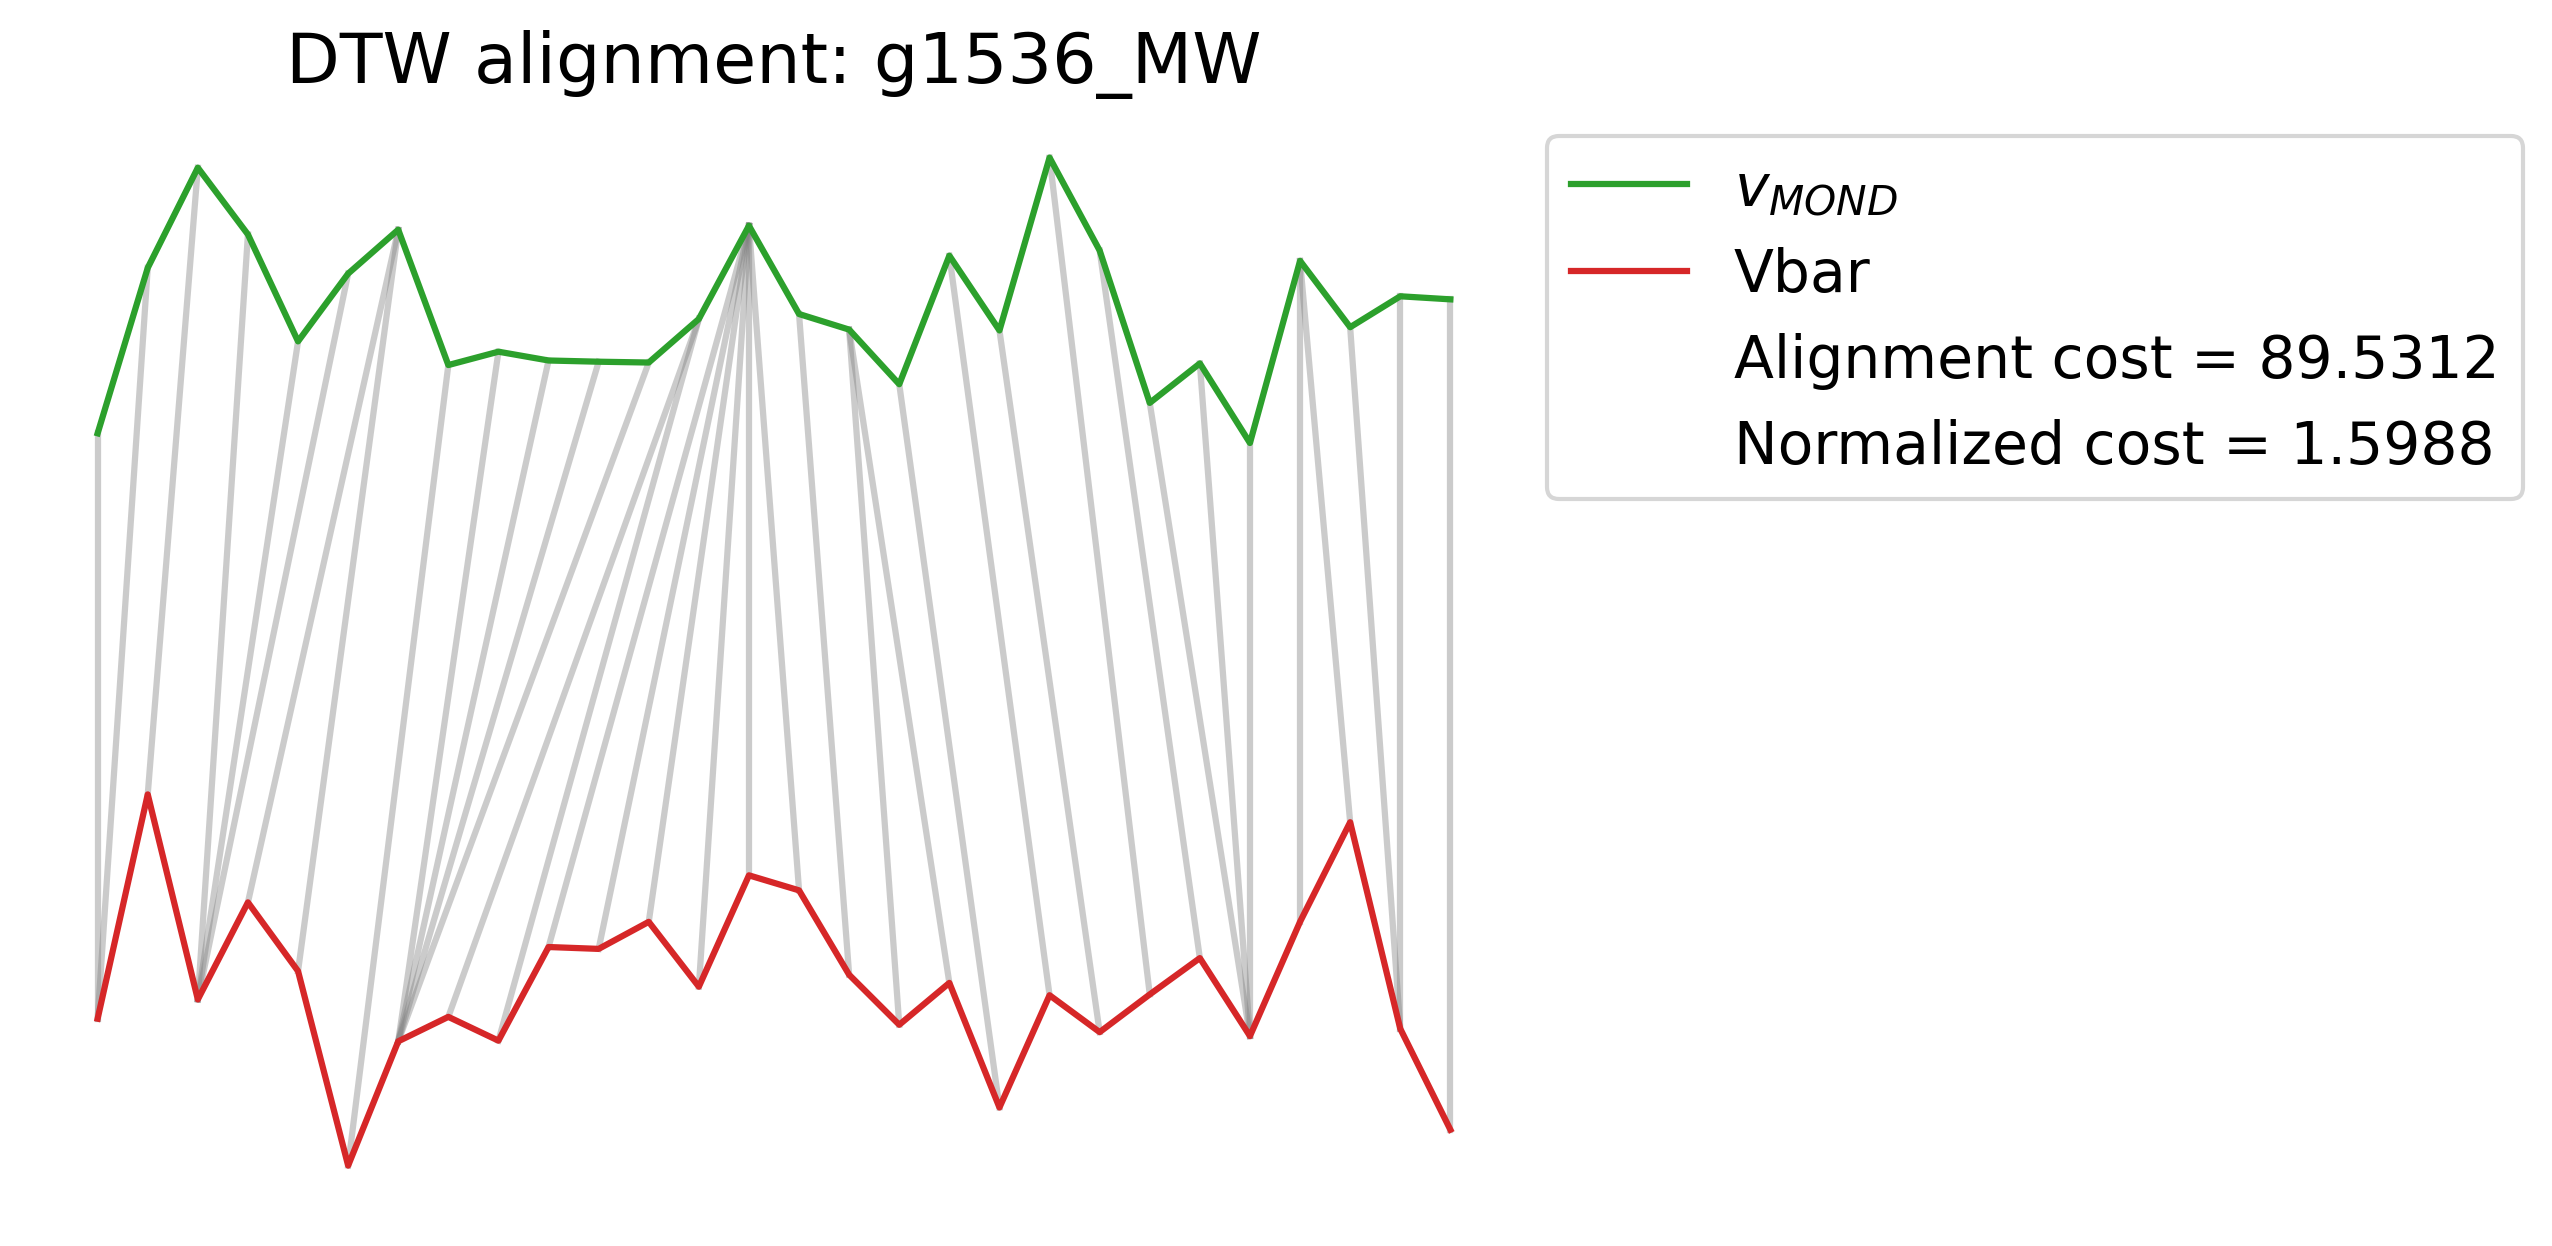 DTW alignment: g1536_MW
v_MOND
Vbar
Alignment cost = 89.5312
Normalized cost = 1.5988